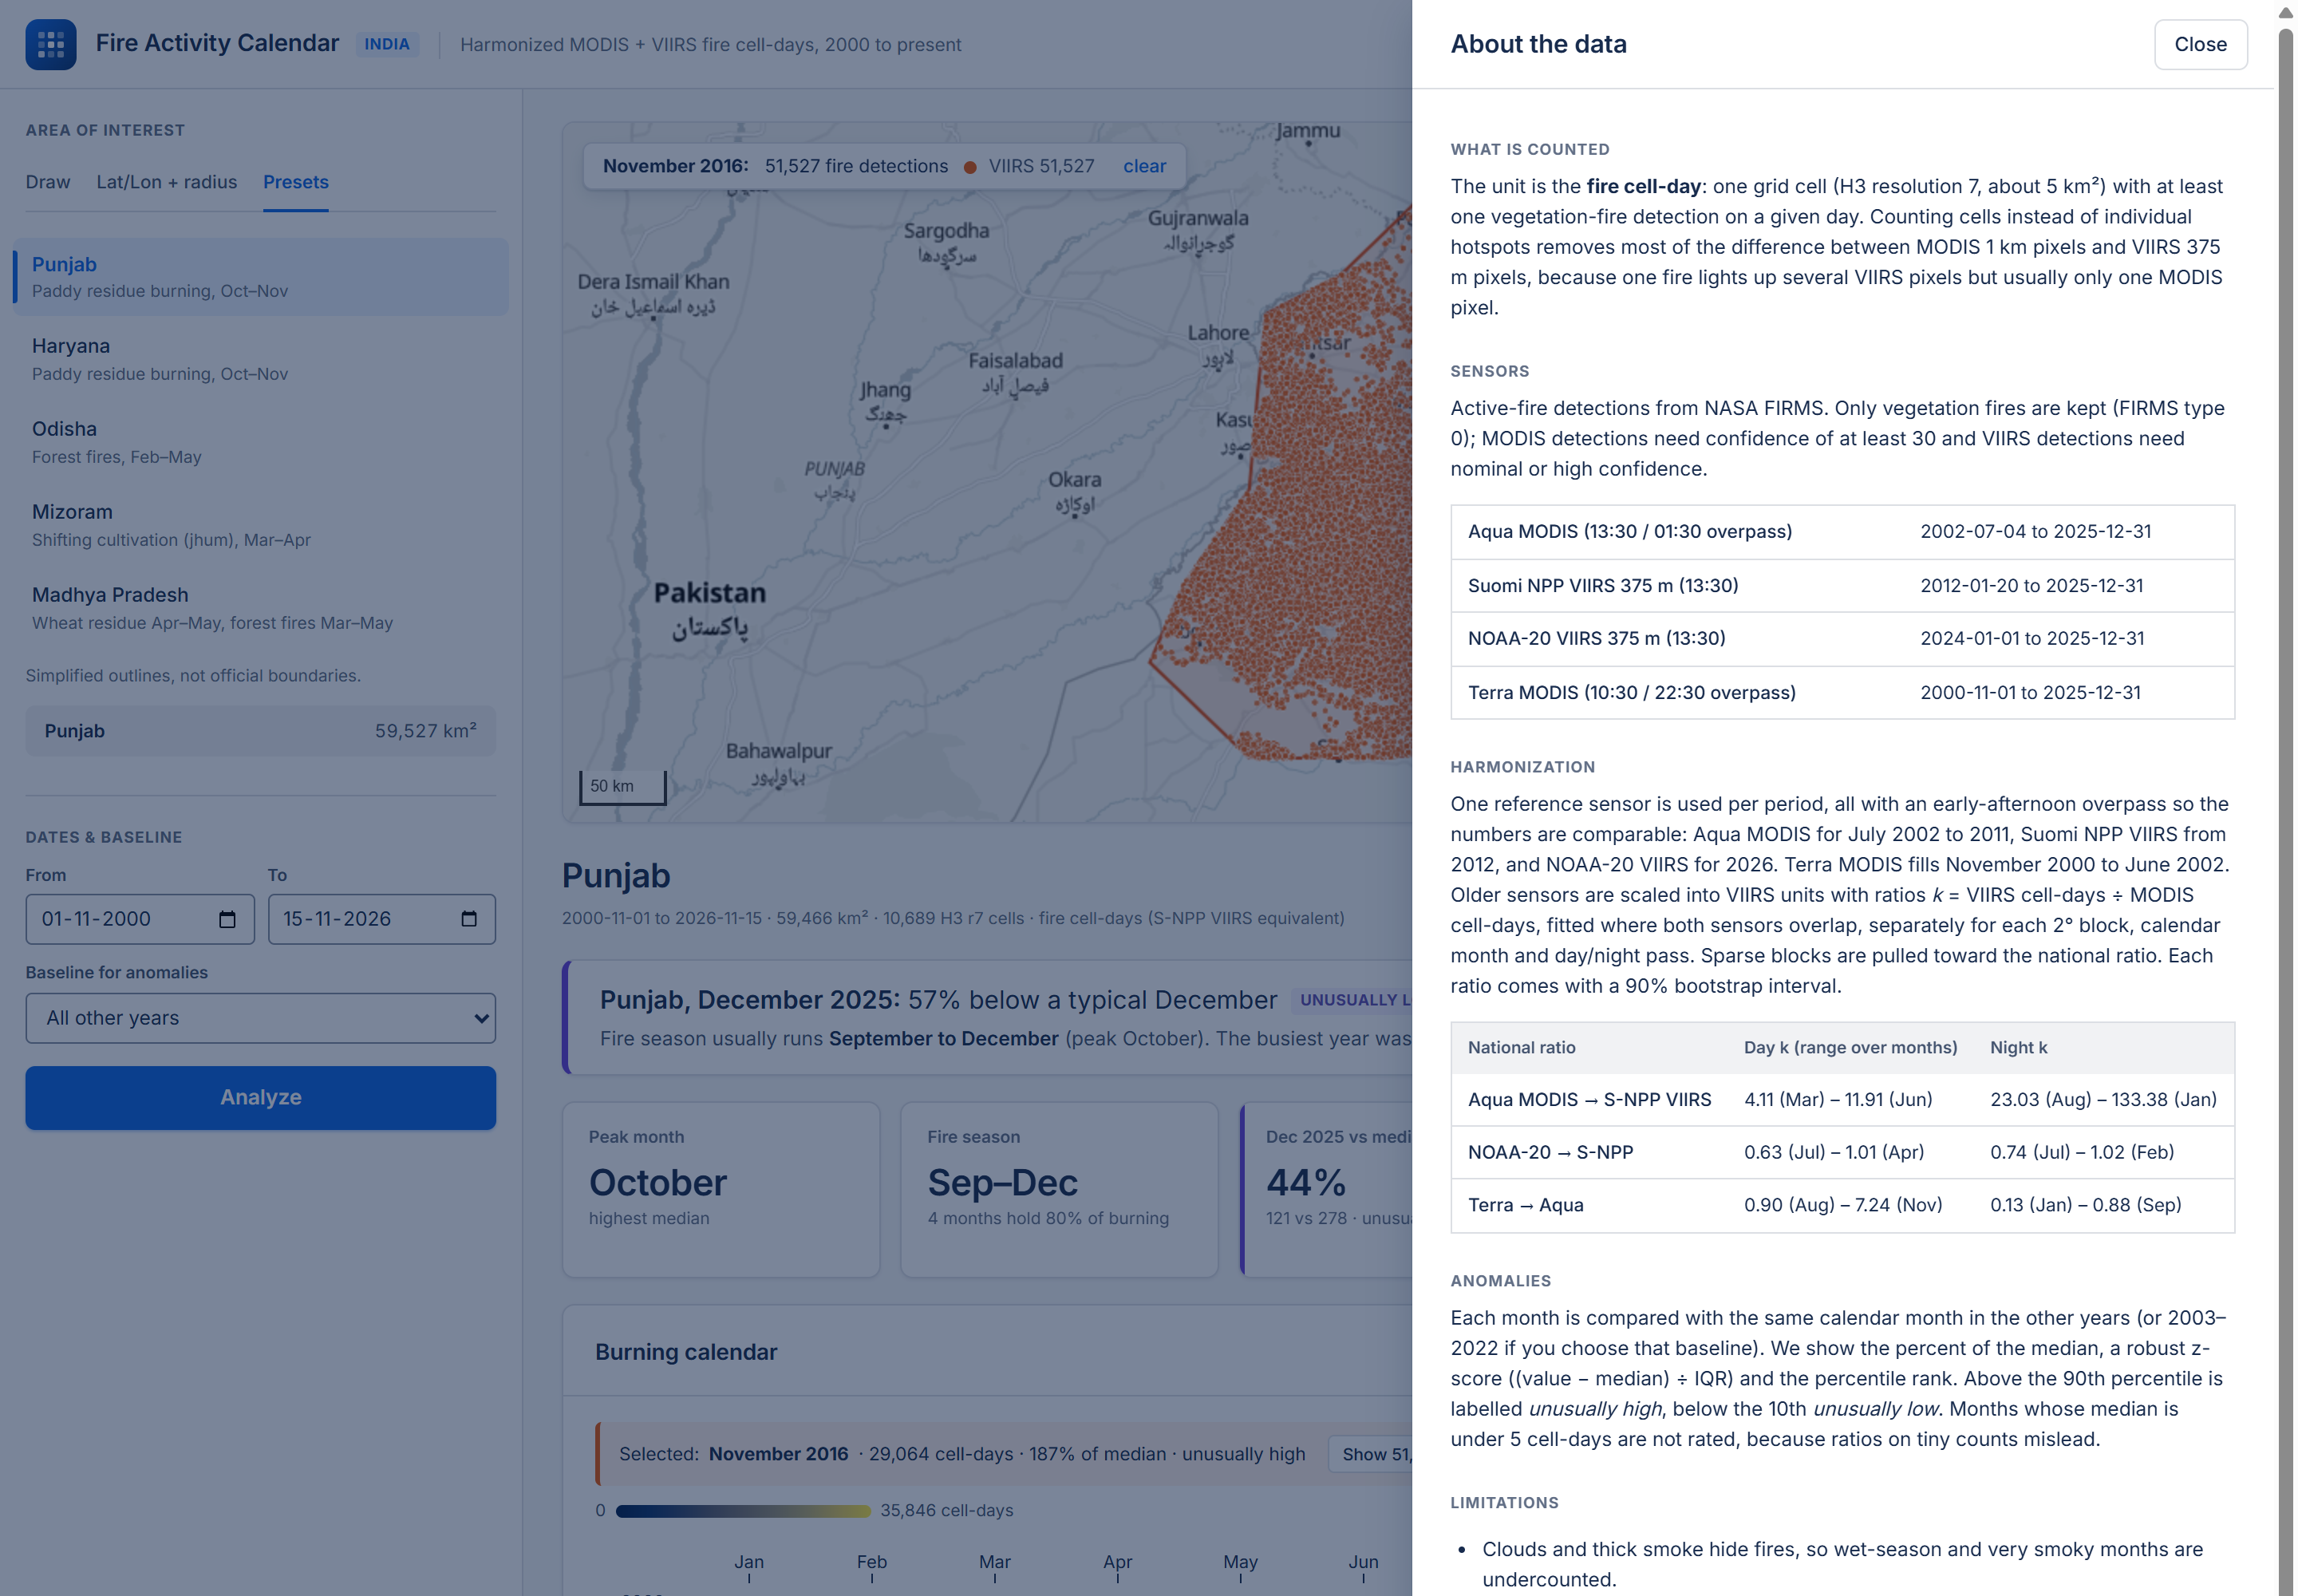 Fire Activity Calendar INDIA Harmonized MODIS + VIIRS fire cell-days, 2000 to present
AREA OF INTEREST
Draw Lat/Lon + radius Presets
Punjab
Paddy residue burning, Oct–Nov
Haryana
Paddy residue burning, Oct–Nov
Odisha
Forest fires, Feb–May
Mizoram
Shifting cultivation (jhum), Mar–Apr
Madhya Pradesh
Wheat residue Apr–May, forest fires Mar–May
Simplified outlines, not official boundaries.
Punjab 59,527 km²
DATES & BASELINE
From To
01-11-2000 15-11-2026
Baseline for anomalies
All other years
Analyze
November 2016: 51,527 fire detections VIIRS 51,527 clear
Jammu
Gujranwala
گوجرانوالہ
Sargodha
سرگودھا
Dera Ismail Khan
ڈیرہ اسماعیل خان
Lahore
لاہور
Faisalabad
فیصل آباد
Jhang
جھنگ
PUNJAB
پنجاب
Okara
اوکاڑہ
Pakistan
پاکستان
Bahawalpur
بہاولپور
50 km
Punjab
2000-11-01 to 2026-11-15 · 59,466 km² · 10,689 H3 r7 cells · fire cell-days (S-NPP VIIRS equivalent)
Punjab, December 2025: 57% below a typical December UNUSUALLY L
Fire season usually runs September to December (peak October). The busiest year was
Peak month
October
highest median
Fire season
Sep–Dec
4 months hold 80% of burning
Dec 2025 vs medi
44%
121 vs 278 · unusu
Burning calendar
Selected: November 2016 · 29,064 cell-days · 187% of median · unusually high Show 51,
0 35,846 cell-days
Jan Feb Mar Apr May Jun
About the data Close
WHAT IS COUNTED
The unit is the fire cell-day: one grid cell (H3 resolution 7, about 5 km²) with at least
one vegetation-fire detection on a given day. Counting cells instead of individual
hotspots removes most of the difference between MODIS 1 km pixels and VIIRS 375
m pixels, because one fire lights up several VIIRS pixels but usually only one MODIS
pixel.
SENSORS
Active-fire detections from NASA FIRMS. Only vegetation fires are kept (FIRMS type
0); MODIS detections need confidence of at least 30 and VIIRS detections need
nominal or high confidence.
Aqua MODIS (13:30 / 01:30 overpass) 2002-07-04 to 2025-12-31
Suomi NPP VIIRS 375 m (13:30) 2012-01-20 to 2025-12-31
NOAA-20 VIIRS 375 m (13:30) 2024-01-01 to 2025-12-31
Terra MODIS (10:30 / 22:30 overpass) 2000-11-01 to 2025-12-31
HARMONIZATION
One reference sensor is used per period, all with an early-afternoon overpass so the
numbers are comparable: Aqua MODIS for July 2002 to 2011, Suomi NPP VIIRS from
2012, and NOAA-20 VIIRS for 2026. Terra MODIS fills November 2000 to June 2002.
Older sensors are scaled into VIIRS units with ratios k = VIIRS cell-days ÷ MODIS
cell-days, fitted where both sensors overlap, separately for each 2° block, calendar
month and day/night pass. Sparse blocks are pulled toward the national ratio. Each
ratio comes with a 90% bootstrap interval.
National ratio Day k (range over months) Night k
Aqua MODIS → S-NPP VIIRS 4.11 (Mar) – 11.91 (Jun) 23.03 (Aug) – 133.38 (Jan)
NOAA-20 → S-NPP 0.63 (Jul) – 1.01 (Apr) 0.74 (Jul) – 1.02 (Feb)
Terra → Aqua 0.90 (Aug) – 7.24 (Nov) 0.13 (Jan) – 0.88 (Sep)
ANOMALIES
Each month is compared with the same calendar month in the other years (or 2003–
2022 if you choose that baseline). We show the percent of the median, a robust z-
score ((value − median) ÷ IQR) and the percentile rank. Above the 90th percentile is
labelled unusually high, below the 10th unusually low. Months whose median is
under 5 cell-days are not rated, because ratios on tiny counts mislead.
LIMITATIONS
• Clouds and thick smoke hide fires, so wet-season and very smoky months are
undercounted.